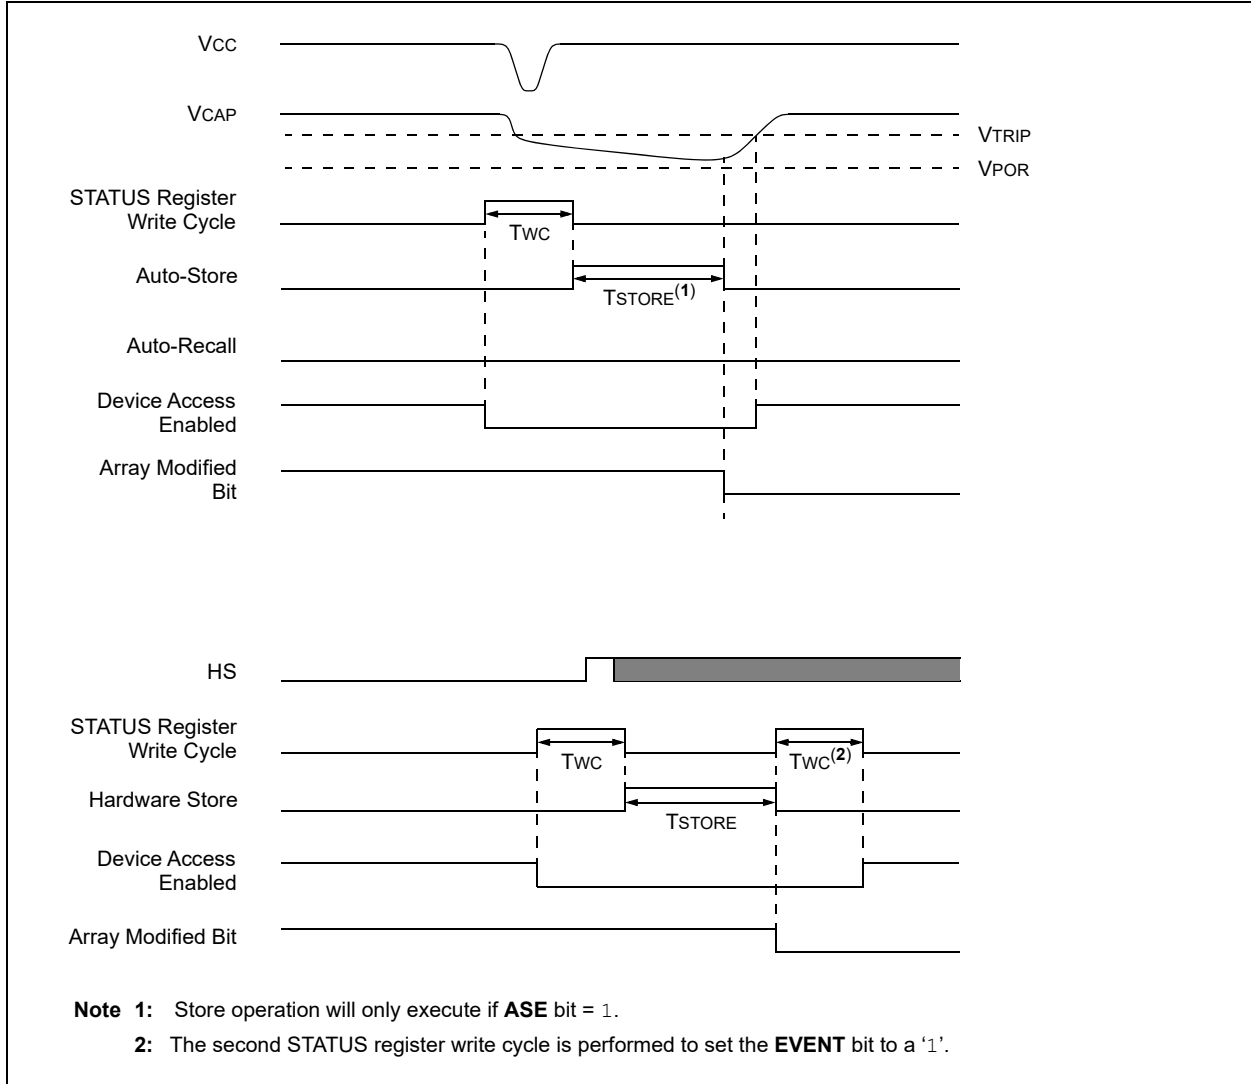 VCC
VCAP
VTRIP
VPOR
STATUS Register
Write Cycle
TWC
Auto-Store
TSTORE(1)
Auto-Recall
Device Access
Enabled
Array Modified
Bit
HS
STATUS Register
Write Cycle
TWC
TWC(2)
Hardware Store
TSTORE
Device Access
Enabled
Array Modified Bit
Note 1: Store operation will only execute if ASE bit = 1.
2: The second STATUS register write cycle is performed to set the EVENT bit to a ‘1’.